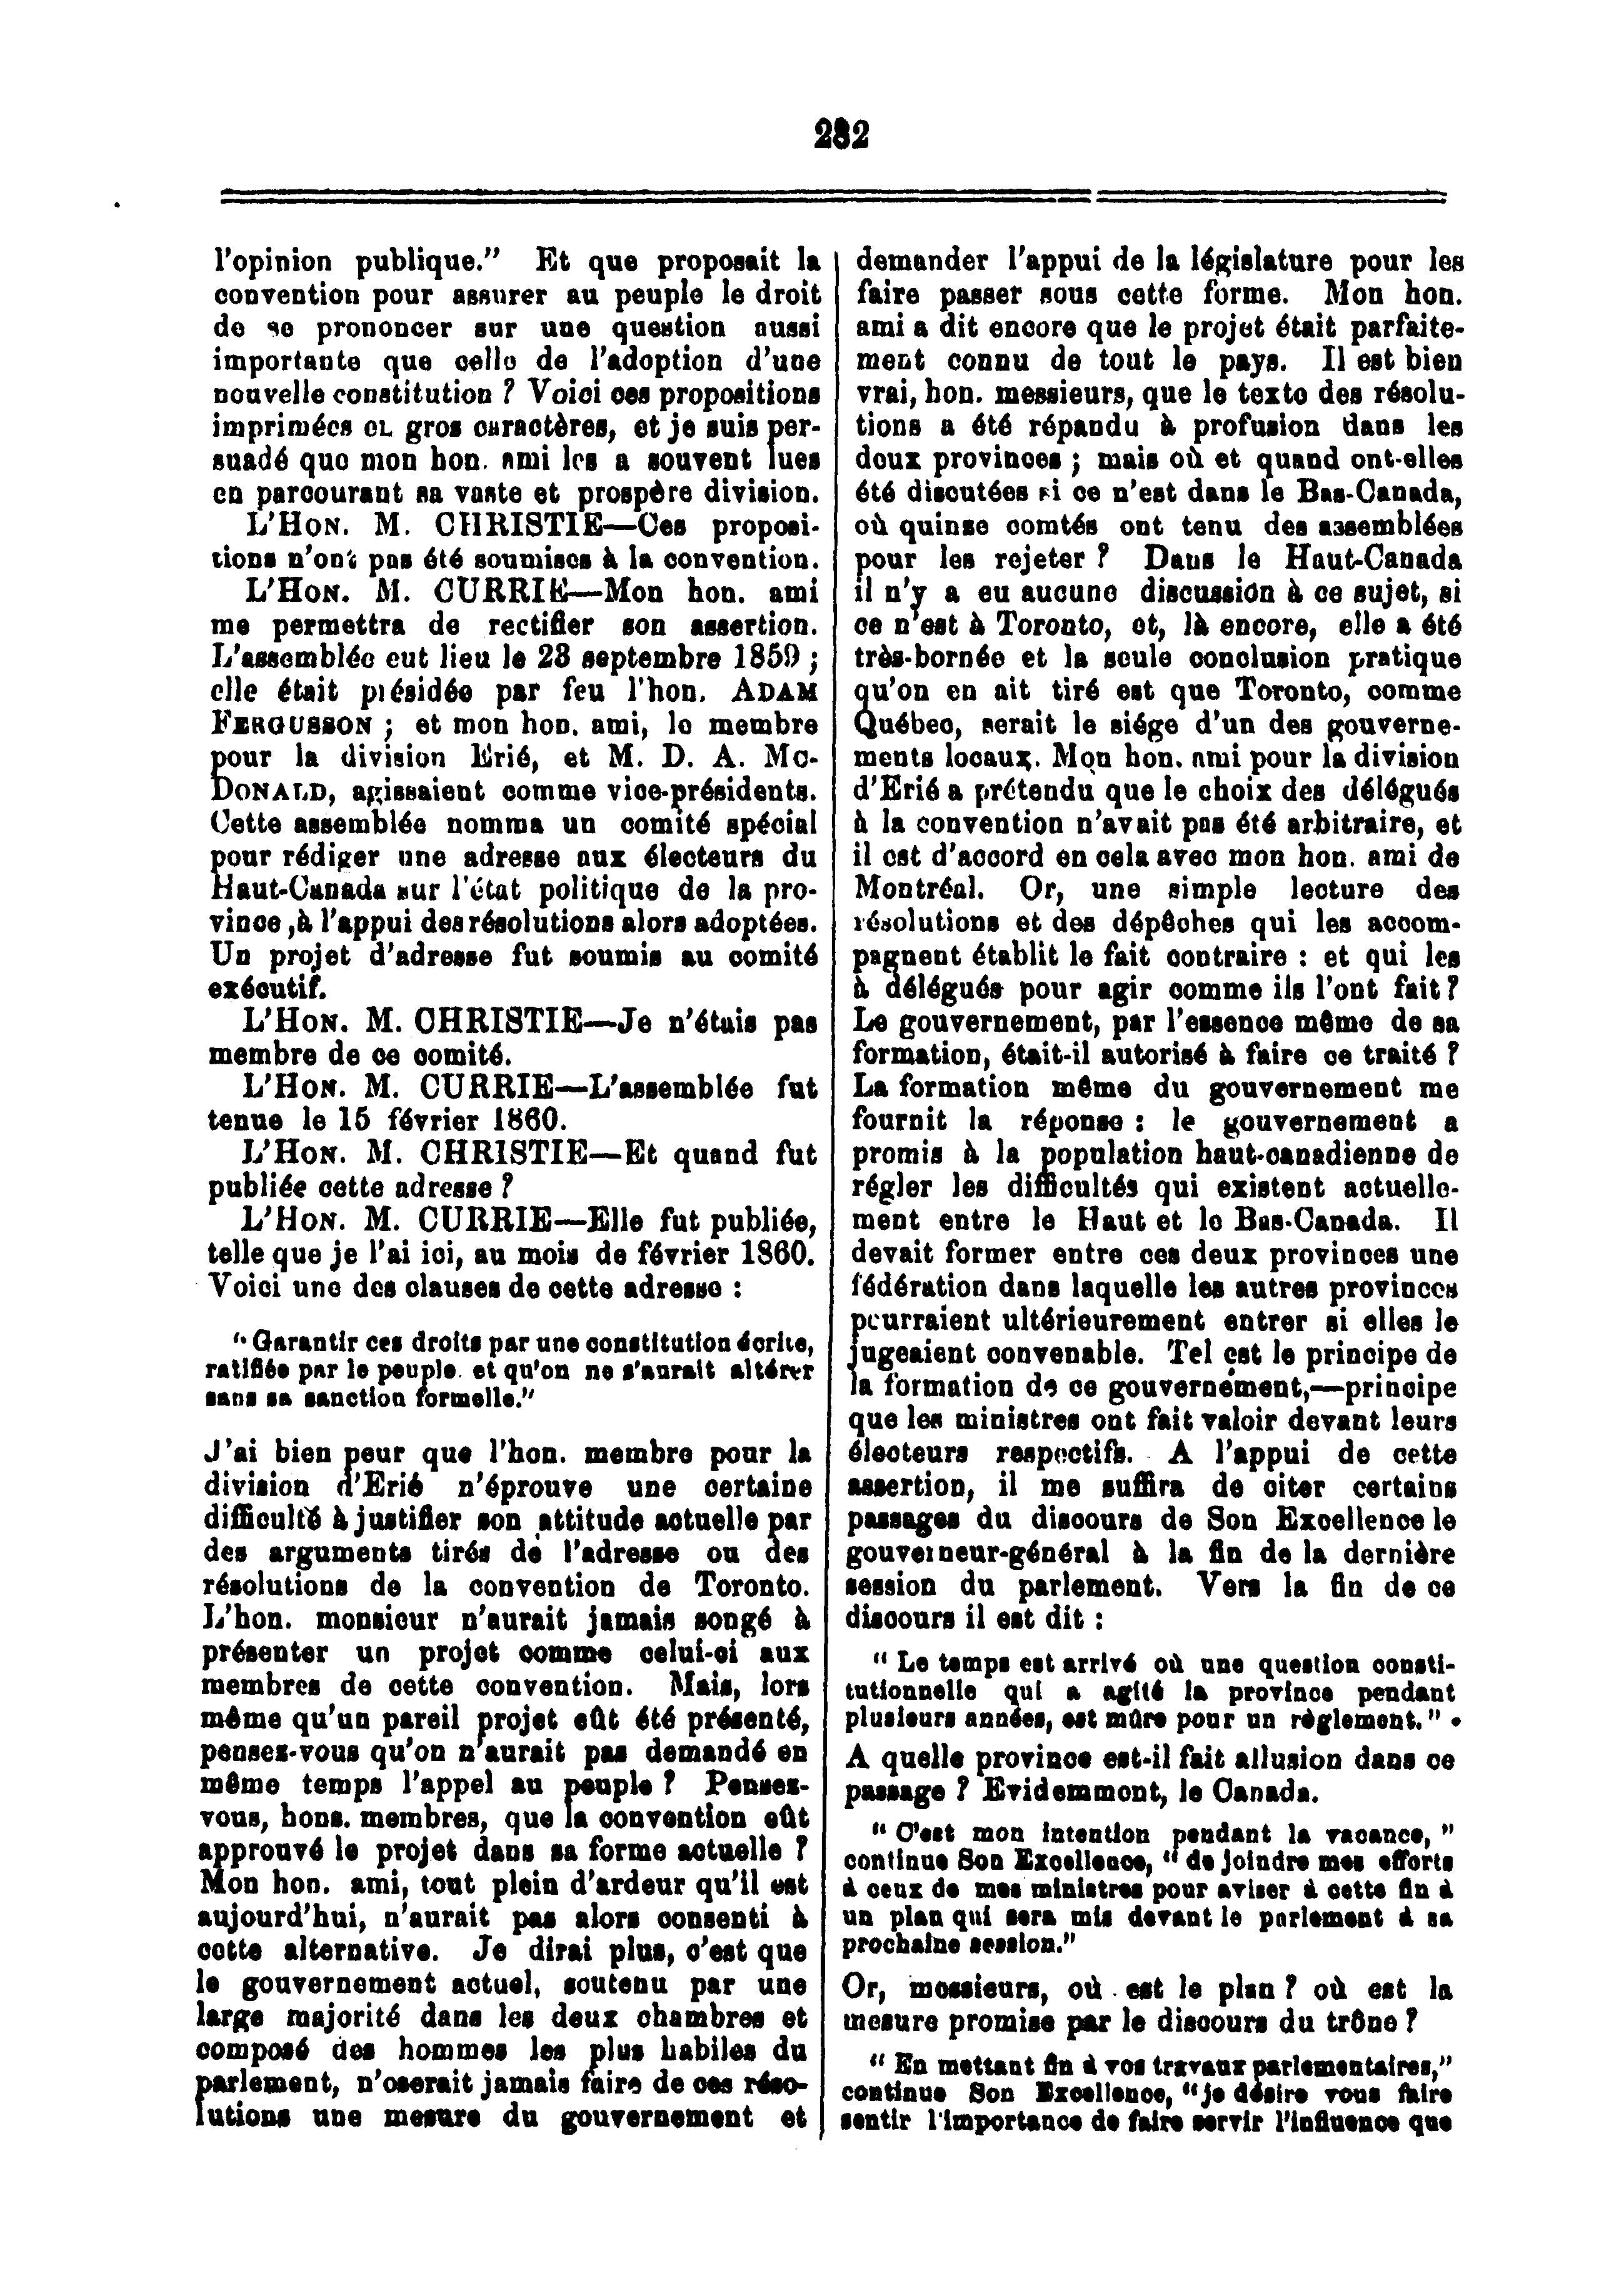 282
l'opinion publique." Et que proposait la
convention pour assurer au peuple le droit
de se prononcer sur une question aussi
importante que celle de l'adoption d'une
nouvelle constitution ? Voici ces propositions
imprimées en gros caractères, et je suis per-
suadé que mon hon. ami les a souvent lues
en parcourant sa vaste et prospère division.
L'HON. M. CHRISTIE—Ces proposi-
tions n'ont pas été soumises à la convention.
L'HON. M. CURRIE—Mon hon. ami
me permettra de rectifier son assertion.
L'assemblée eut lieu le 23 septembre 1859 ;
elle était présidée par feu l'hon. ADAM
FERGUSSON ; et mon hon. ami, le membre
pour la division Erié, et M. D. A. MC-
DONALD, agissaient comme vice-présidents.
Cette assemblée nomma un comité spécial
pour rédiger une adresse aux électeurs du
Haut-Canada sur l'état politique de la pro-
vince ,à l'appui des résolutions alors adoptées.
Un projet d'adresse fut soumis au comité
exécutif.
L'HON. M. CHRISTIE—Je n'étais pas
membre de ce comité.
L'HON. M. CURRIE—L'assemblée fut
tenue le 15 février 1860.
L'HON. M. CHRISTIE—Et quand fut
publiée cette adresse ?
L'HON. M. CURRIE—Elle fut publiée,
telle que je l'ai ici, au mois de février 1860.
Voici une des clauses de cette adresse :
" Garantir ces droits par une constitution écrite,
ratifiée par le peuple. et qu'on ne s'aurait altérer
sans sa sanction formelle."
J'ai bien peur que l'hon. membre pour la
division d'Erié n'éprouve une certaine
difficulté à justifier son attitude actuelle par
des arguments tirés de l'adresse ou des
résolutions de la convention de Toronto.
L'hon. monsieur n'aurait jamais songé à
présenter un projet comme celui-ci aux
membres de cette convention. Mais, lors
même qu'un pareil projet eût été présenté,
pensez-vous qu'on n'aurait pas demandé en
même temps l'appel au peuple ? Pensez-
vous, hons. membres, que la convention eût
approuvé le projet dans sa forme actuelle ?
Mon hon. ami, tout plein d'ardeur qu'il est
aujourd'hui, n'aurait pas alors consenti à
cette alternative. Je dirai plus, c'est que
le gouvernement actuel, soutenu par une
large majorité dans les deux chambres et
composé des hommes les plus habiles du
parlement, n'oserait jamais faire de ces réso-
lutions une mesure du gouvernement et
demander l'appui de la législature pour les
faire passer sous cette forme. Mon hon.
ami a dit encore que le projet était parfaite-
ment connu de tout le pays. Il est bien
vrai, hon. messieurs, que le texte des résolu-
tions a été répandu à profusion dans les
deux provinces ; mais où et quand ont-elles
été discutées si ce n'est dans le Bas-Canada,
où quinse comtés ont tenu des assemblées
pour les rejeter ? Dans le Haut-Canada
il n'y a eu aucune discussion à ce sujet, si
ce n'est à Toronto, et, là encore, elle a été
très-bornée et la seule conclusion pratique
qu'on en ait tiré est que Toronto, comme
Québec, serait le siége d'un des gouverne-
ments locaux. Mon hon. ami pour la division
d'Erié a prétendu que le choix des délégués
à la convention n'avait pas été arbitraire, et
il est d'accord en cela avec mon hon. ami de
Montréal. Or, une simple lecture des
résolutions et des dépêches qui les accom-
pagnent établit le fait contraire : et qui les
à délégués pour agir comme ils l'ont fait ?
Le gouvernement, par l'essence même de sa
formation, était-il autorisé à faire ce traité ?
La formation même du gouvernement me
fournit la réponse : le gouvernement a
promis à la population haut-canadienne de
régler les difficultés qui existent actuelle-
ment entre le Haut et le Bas-Canada. Il
devait former entre ces deux provinces une
fédération dans laquelle les autres provinces
pourraient ultérieurement entrer si elles le
jugeaient convenable. Tel est le principe de
la formation de ce gouvernement,—principe
que les ministres ont fait valoir devant leurs
électeurs respectifs. A l'appui de cette
assertion, il me suffira de citer certains
passages du discours de Son Excellence le
gouverneur-général à la fin de la dernière
session du parlement. Vers la fin de ce
discours il est dit :
" Le temps est arrivé où une question consti-
tutionnelle qui a agité la province pendant
plusieurs années, est mûre pour un règlement."
A quelle province est-il fait allusion dans ce
passage ? Evidemment, le Canada.
" C'est mon intention pendant la vacance, "
continue Son Excellence, " de joindre mes efforts
à ceux de mes ministres pour aviser à cette fin à
un plan qui sera mis devant le parlement à sa
prochaine session."
Or, messieurs, où est le plan ? où est la
mesure promise par le discours du trône ?
" En mettant fin à vos travaux parlementaires,"
continue Son Excellence, "je désire vous faire
sentir l'importance de faire servir l'influence que